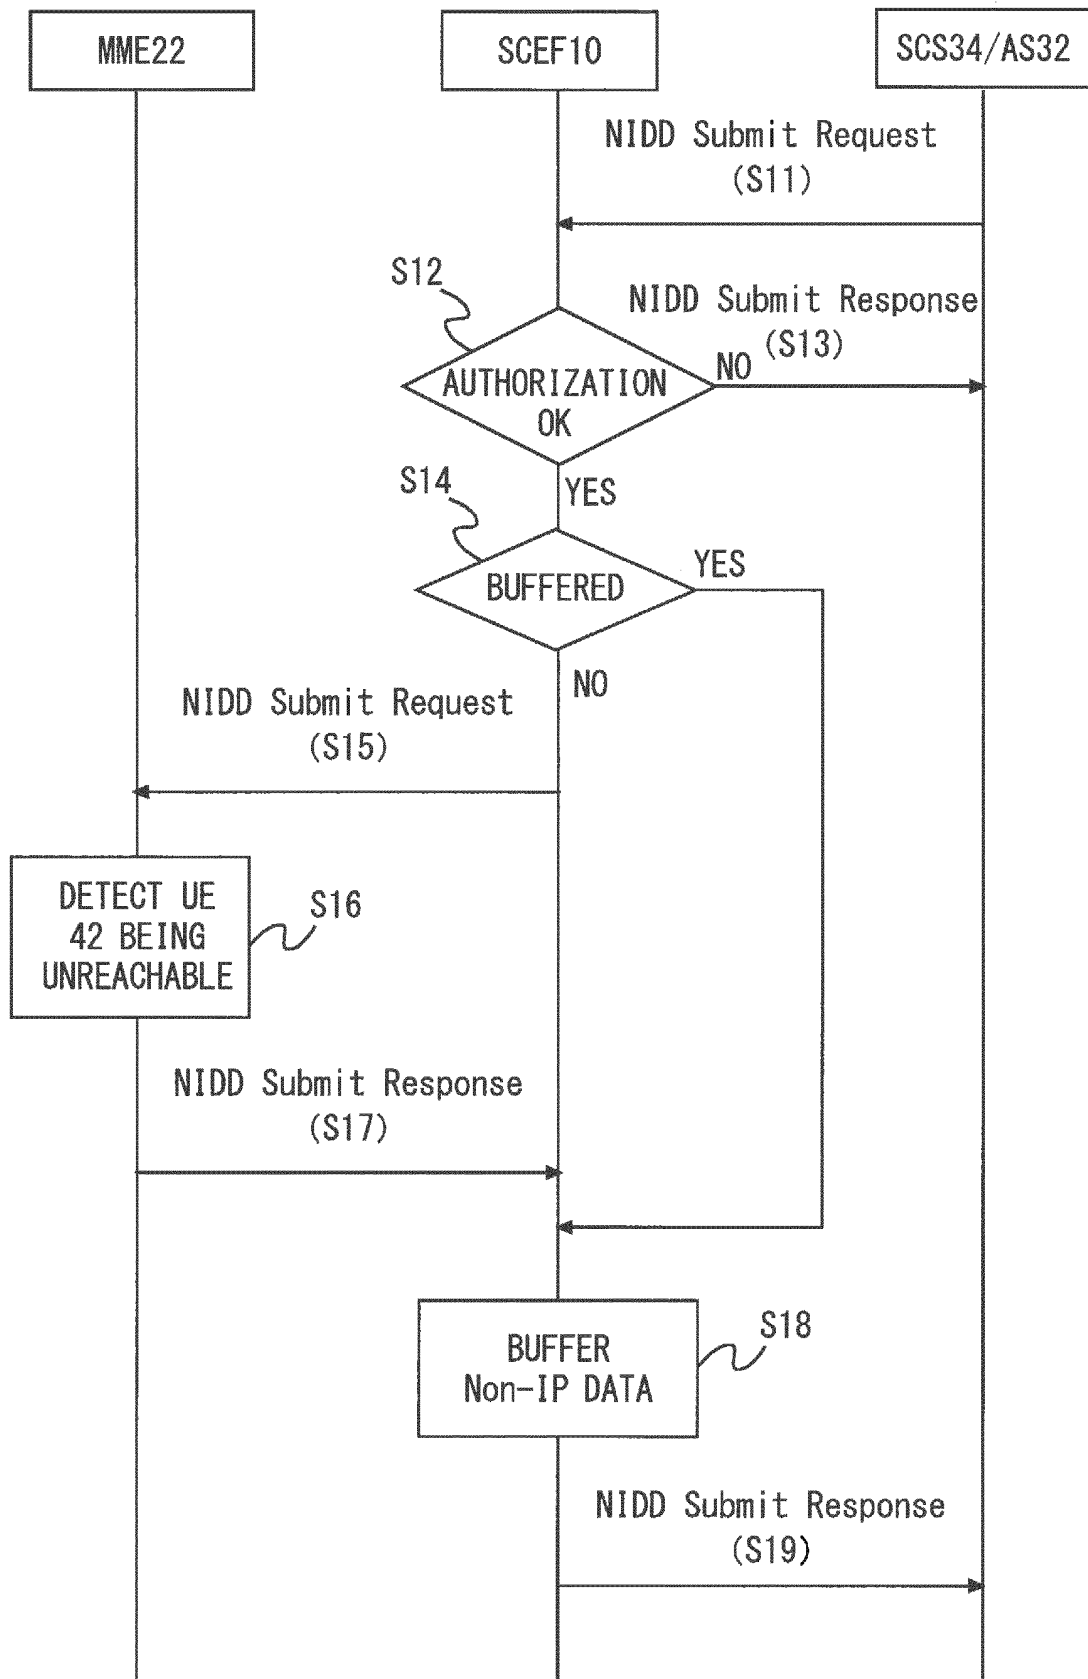 MME22
SCEF10
SCS34/AS32
NIDD Submit Request
(S11)
S12
NIDD Submit Response
(S13)
NO
AUTHORIZATION
OK
YES
S14
BUFFERED
YES
NO
NIDD Submit Request
(S15)
DETECT UE
42 BEING
UNREACHABLE
S16
NIDD Submit Response
(S17)
BUFFER
Non-IP DATA
S18
NIDD Submit Response
(S19)